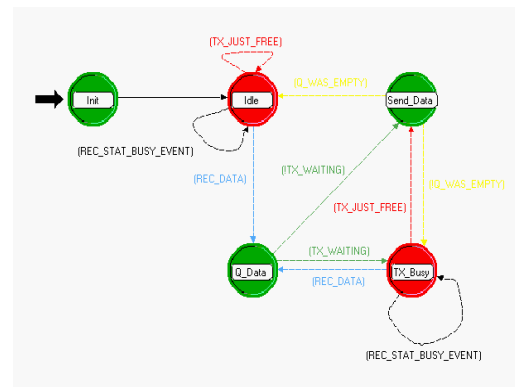 (TX_JUST_FREE)
(Q_WAS_EMPTY)
Init
Idle
Send_Data
(REC_STAT_BUSY_EVENT)
(!TX_WAITING)
(REC_DATA)
(!Q_WAS_EMPTY)
(TX_JUST_FREE)
(TX_WAITING)
Q_Data
TX_Busy
(REC_DATA)
(REC_STAT_BUSY_EVENT)